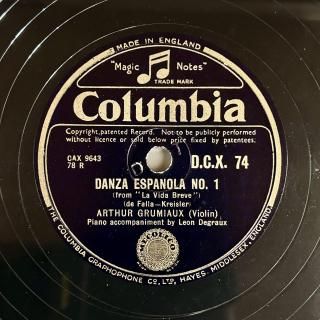 MADE IN ENGLAND
"Magic Notes"
TRADE MARK
Columbia
Copyright, patented Record. Not to be publicly performed
without licence or sold below price fixed by patentees.
CAX 9643
78 R
D.C.X. 74
DANZA ESPANOLA NO. 1
(from "La Vida Breve")
(de Falla-Kreisler)
ARTHUR GRUMIAUX (Violin)
Piano accompaniment by Leon Degraux
THE COLUMBIA GRAPHOPHONE CO., LTD., HAYES, MIDDLESEX, ENGLAND